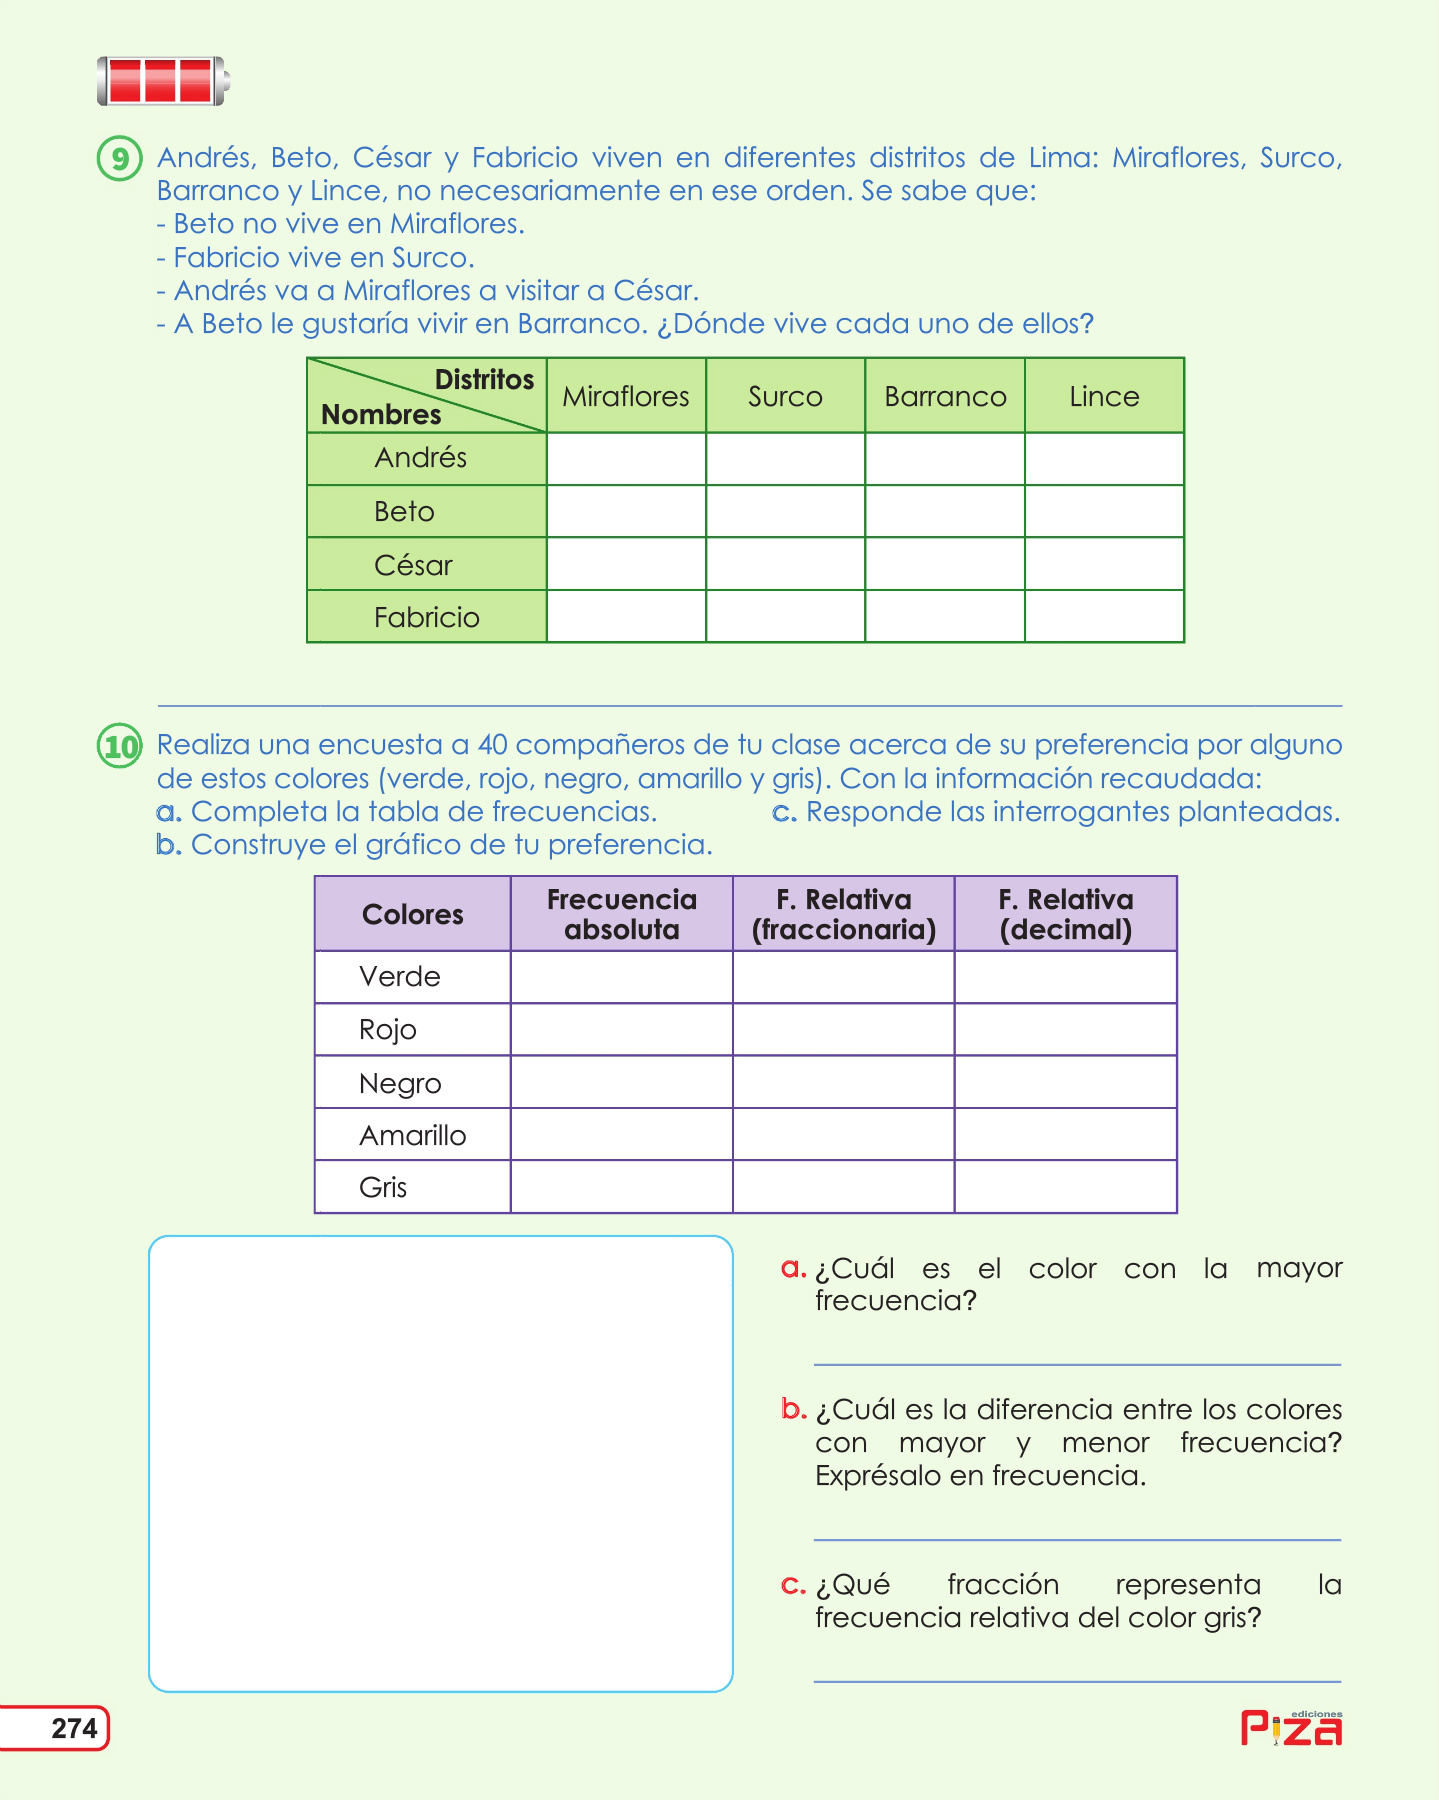 9 Andrés, Beto, César y Fabricio viven en diferentes distritos de Lima: Miraflores, Surco,
Barranco y Lince, no necesariamente en ese orden. Se sabe que:
- Beto no vive en Miraflores.
- Fabricio vive en Surco.
- Andrés va a Miraflores a visitar a César.
- A Beto le gustaría vivir en Barranco. ¿Dónde vive cada uno de ellos?
Distritos
Nombres
Miraflores Surco Barranco Lince
Andrés
Beto
César
Fabricio
10 Realiza una encuesta a 40 compañeros de tu clase acerca de su preferencia por alguno
de estos colores (verde, rojo, negro, amarillo y gris). Con la información recaudada:
a. Completa la tabla de frecuencias. c. Responde las interrogantes planteadas.
b. Construye el gráfico de tu preferencia.
Colores
Frecuencia
absoluta
F. Relativa
(fraccionaria)
F. Relativa
(decimal)
Verde
Rojo
Negro
Amarillo
Gris
a. ¿Cuál es el color con la mayor
frecuencia?
b. ¿Cuál es la diferencia entre los colores
con mayor y menor frecuencia?
Exprésalo en frecuencia.
c. ¿Qué fracción representa la
frecuencia relativa del color gris?
274
ediciones
Piza